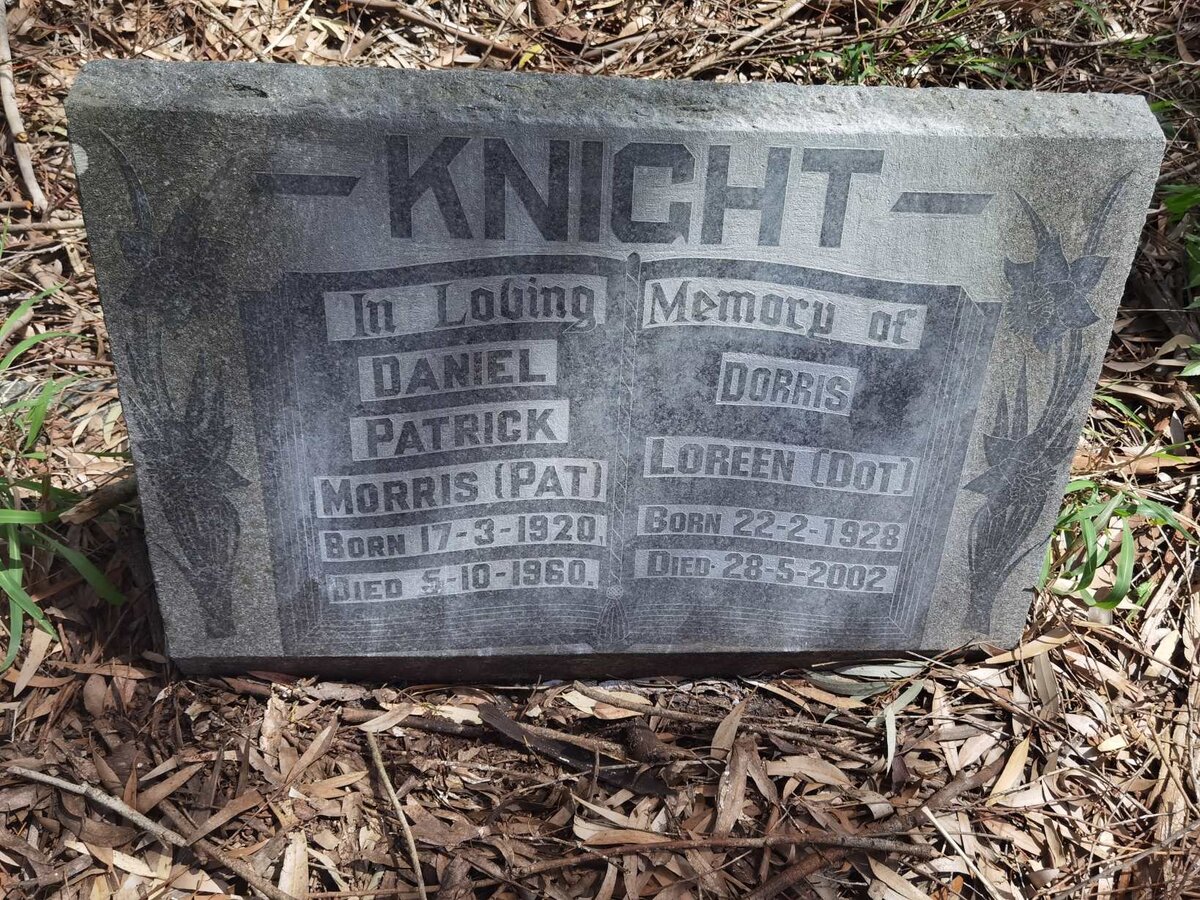 - KNIGHT -
In Loving Memory of
DANIEL
PATRICK
MORRIS (PAT)
BORN 17-3-1920.
DIED 5-10-1960.
DORRIS
LOREEN (DOT)
BORN 22-2-1928
DIED 28-5-2002